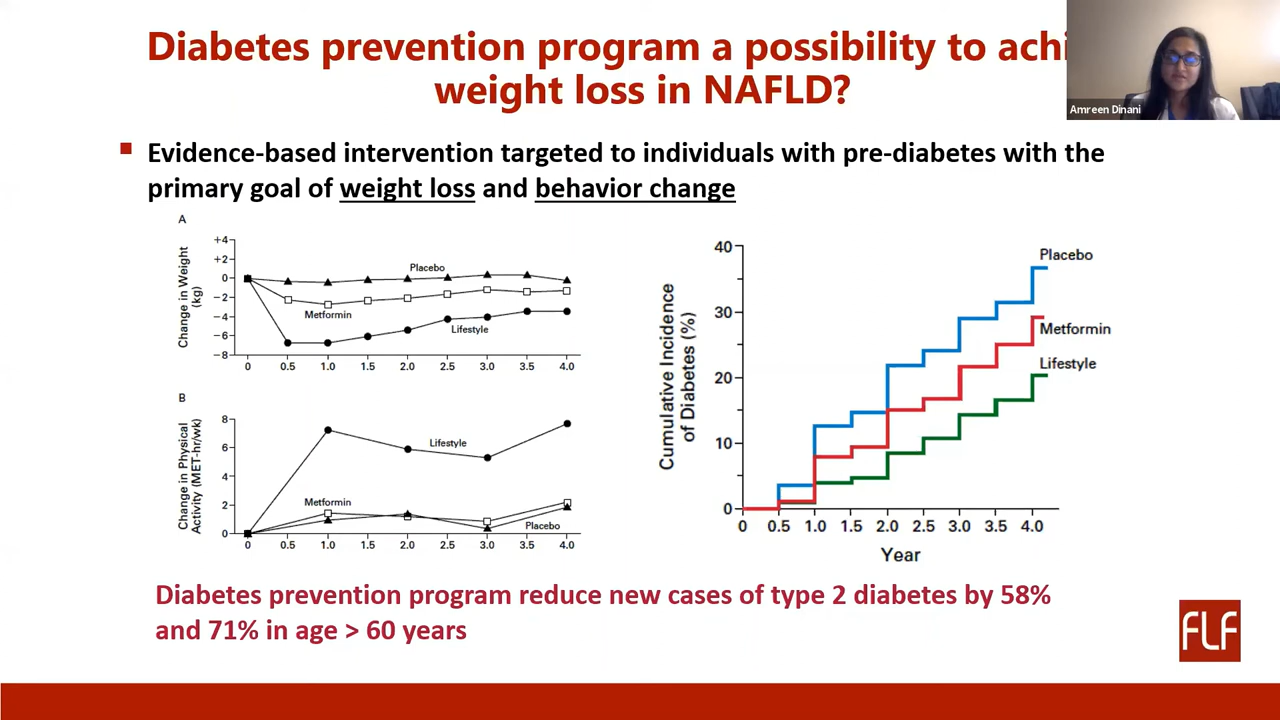 Diabetes prevention program a possibility to achi
weight loss in NAFLD?
Amreen Dinani
Evidence-based intervention targeted to individuals with pre-diabetes with the
primary goal of weight loss and behavior change
A
Change in Weight
(kg)
+4
+2
0
−2
−4
−6
−8
Placebo
Metformin
Lifestyle
0 0.5 1.0 1.5 2.0 2.5 3.0 3.5 4.0
B
Change in Physical
Activity (MET-hr/wk)
8
6
4
2
0
Lifestyle
Metformin
Placebo
0 0.5 1.0 1.5 2.0 2.5 3.0 3.5 4.0
Cumulative Incidence
of Diabetes (%)
40
30
20
10
0
Placebo
Metformin
Lifestyle
0 0.5 1.0 1.5 2.0 2.5 3.0 3.5 4.0
Year
Diabetes prevention program reduce new cases of type 2 diabetes by 58%
and 71% in age > 60 years
FLF